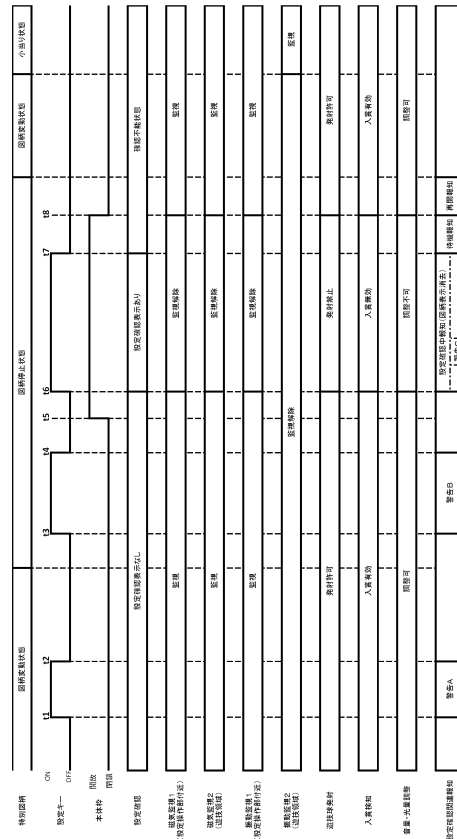 特別図柄
図柄変動状態
図柄停止状態
図柄変動状態
小当り状態
t1
t2
t3
t4
t5
t6
t7
t8
設定キー
ON
OFF
本体枠
開放
閉鎖
設定確認
設定確認表示なし
設定確認表示あり
確認不能状態
磁気監視1
(設定操作部付近)
監視
監視解除
監視
磁気監視2
(遊技領域)
監視
監視解除
監視
振動監視1
(設定操作部付近)
監視
監視解除
監視
振動監視2
(遊技領域)
監視解除
監視
遊技球発射
発射許可
発射禁止
発射許可
入賞検知
入賞有効
入賞無効
入賞有効
音量・光量調整
調整可
調整不可
調整可
設定確認関連報知
警告A
警告B
設定確認中報知(図柄表示消去)
待機報知
再開報知